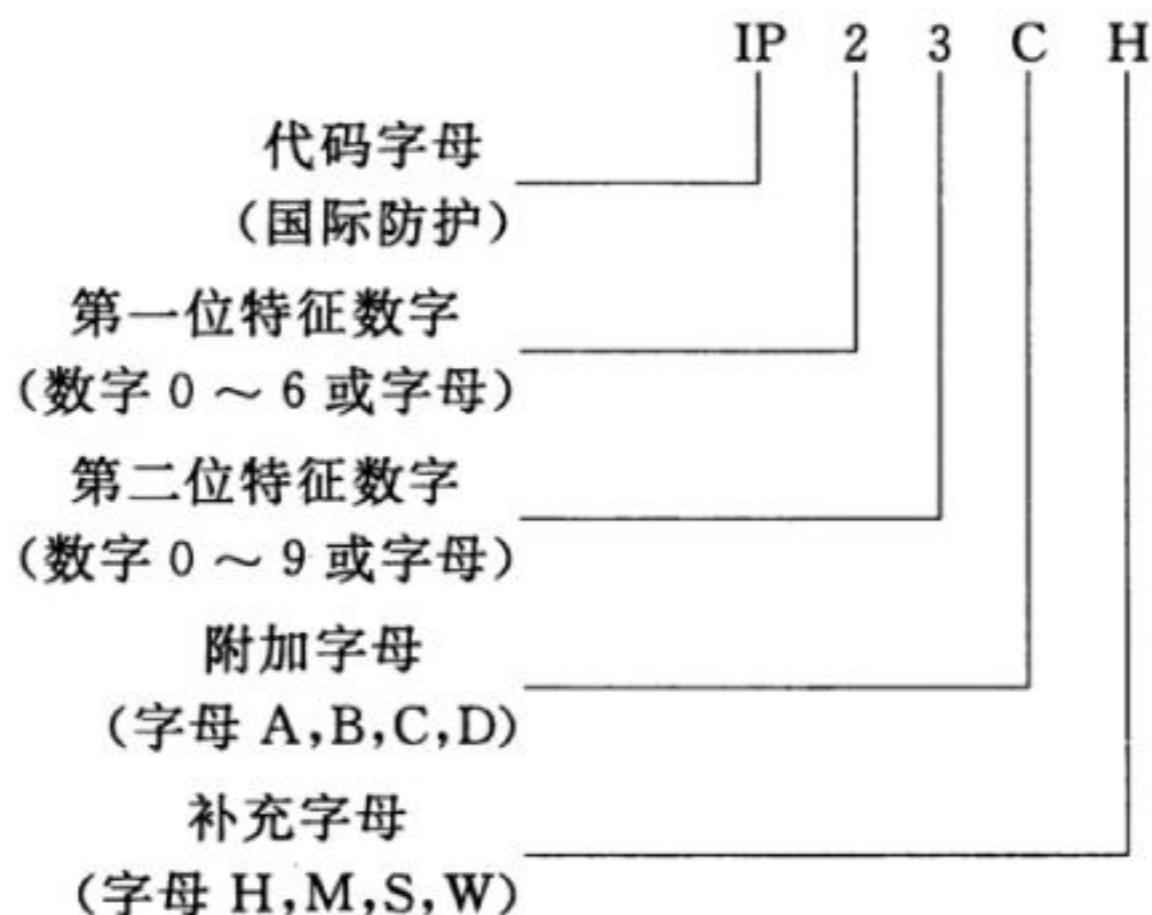 IP 2 3 C H
代码字母
(国际防护)
第一位特征数字
(数字 0 ～ 6 或字母)
第二位特征数字
(数字 0 ～ 9 或字母)
附加字母
(字母 A,B,C,D)
补充字母
(字母 H,M,S,W)